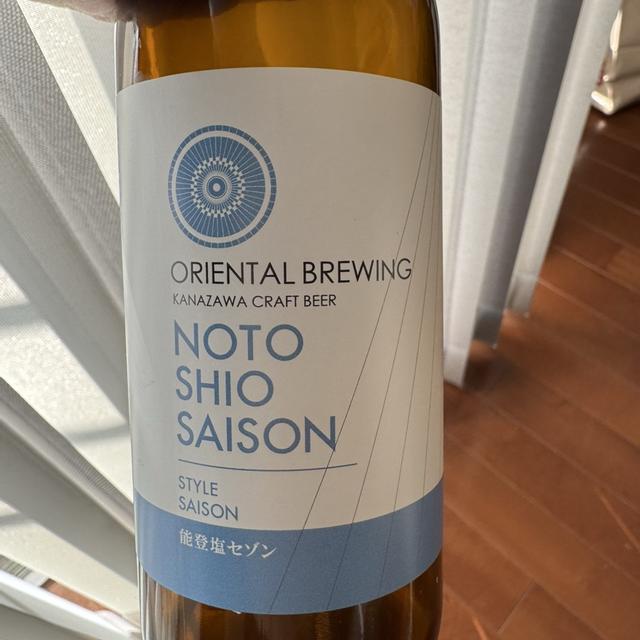 ORIENTAL BREWING
KANAZAWA CRAFT BEER
NOTO
SHIO
SAISON
STYLE
SAISON
能登塩セゾン